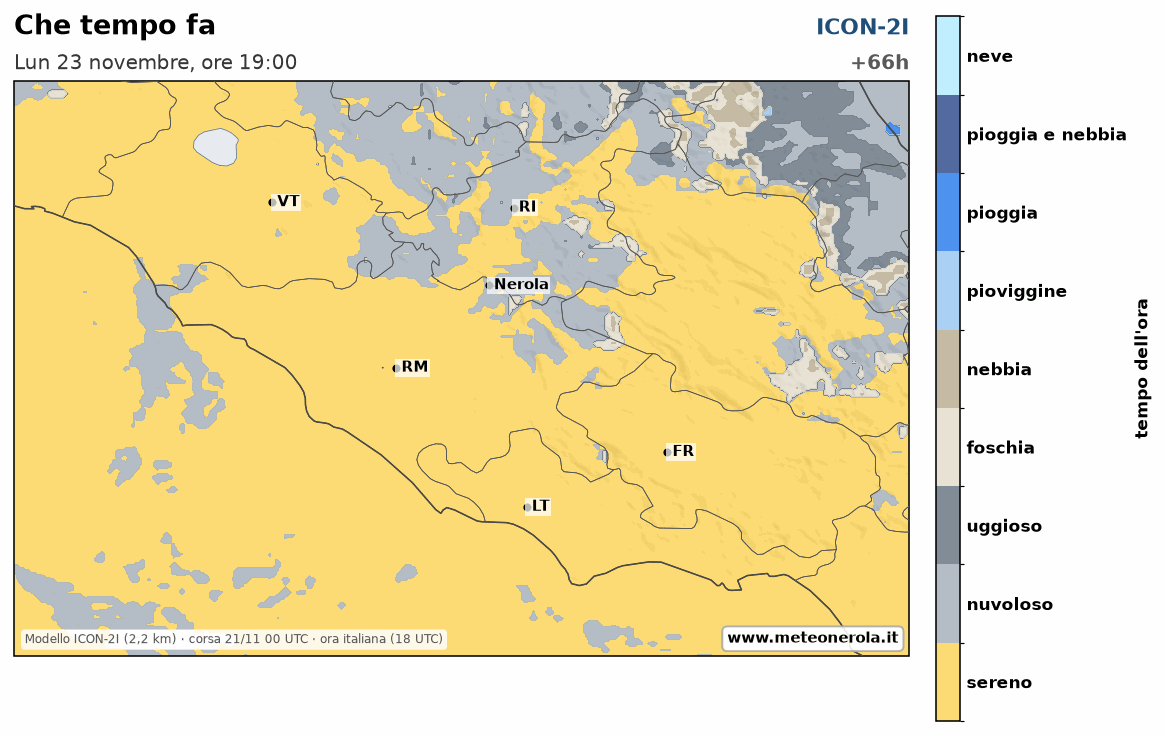 Che tempo fa
ICON-2I
Lun 23 novembre, ore 19:00
+66h
VT
RI
Nerola
RM
FR
LT
Modello ICON-2I (2,2 km) · corsa 21/11 00 UTC · ora italiana (18 UTC)
www.meteonerola.it
neve
pioggia e nebbia
pioggia
pioviggine
nebbia
foschia
uggioso
nuvoloso
sereno
tempo dell'ora